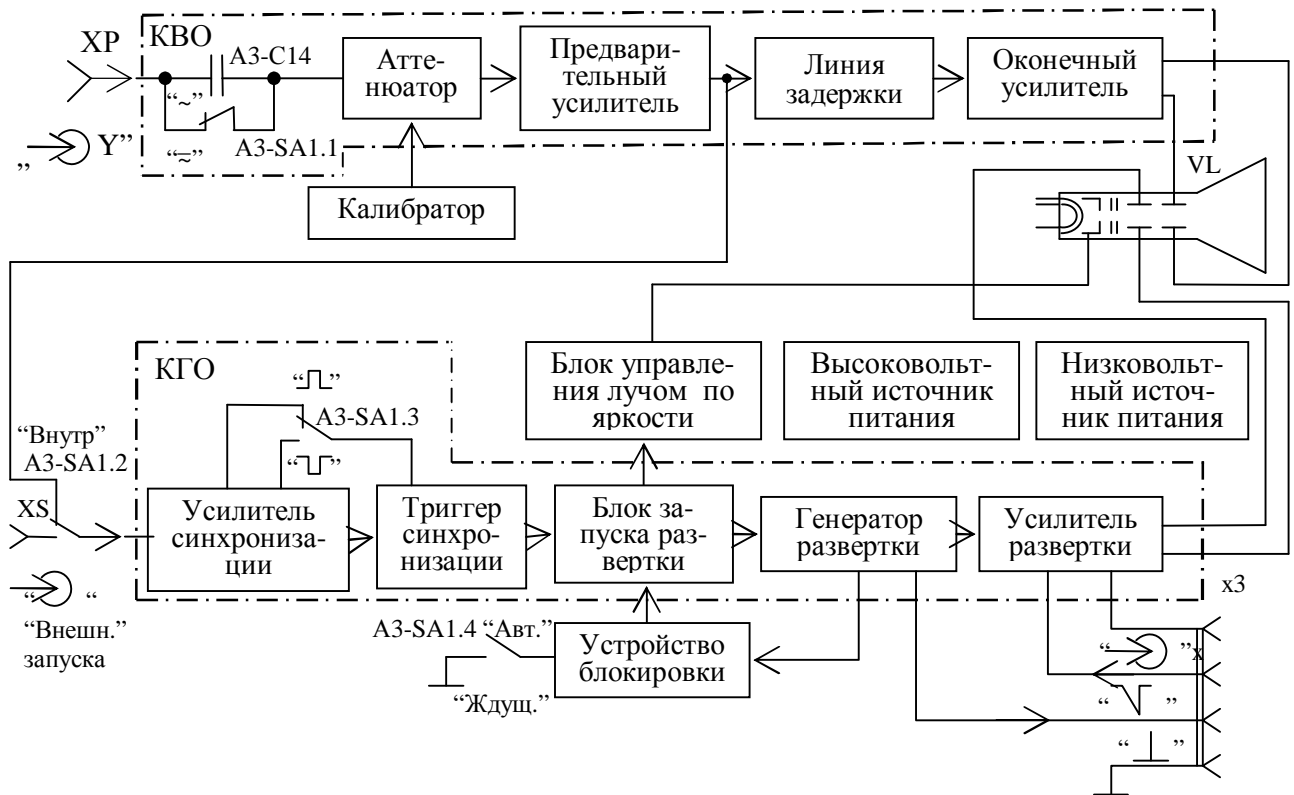 КВО
XP
А3-С14
“~”
“≂”
А3-SA1.1
„ Y”
Атте-
нюатор
Предвари-
тельный
усилитель
Линия
задержки
Оконечный
усилитель
Калибратор
VL
КГО
“ ”
А3-SA1.3
“ ”
“Внутр”
А3-SA1.2
XS
“ “
“Внешн.”
запуска
Блок управле-
ния лучом по
яркости
Высоковольт-
тный источник
питания
Низковольт-
тный источ-
ник питания
Усилитель
синхрониза-
ции
Триггер
синхро-
низации
Блок за-
пуска раз-
вертки
Генератор
развертки
Усилитель
развертки
x3
А3-SA1.4 “Авт.”
“Ждущ.”
Устройство
блокировки
“ ”x
“ ”
“ ”